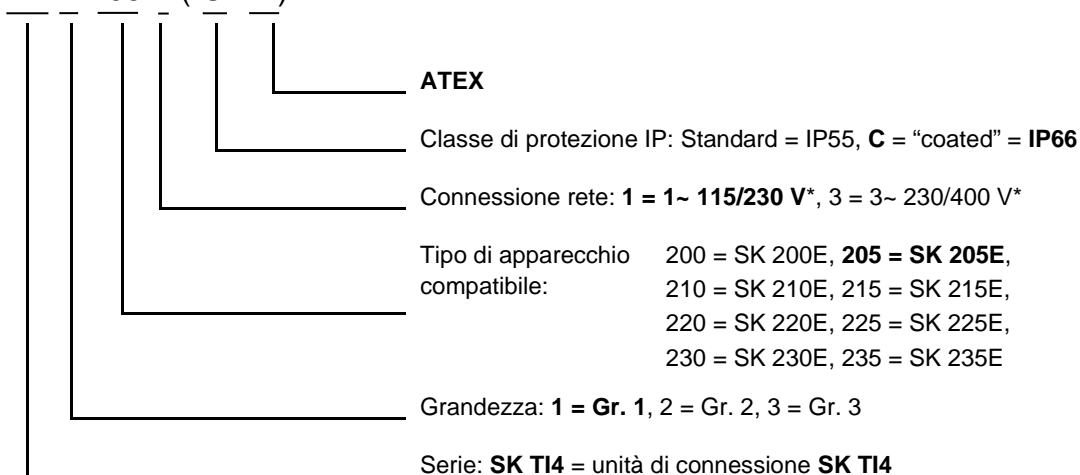 ATEX
Classe di protezione IP: Standard = IP55, C = “coated” = IP66
Connessione rete: 1 = 1~ 115/230 V*, 3 = 3~ 230/400 V*
Tipo di apparecchio compatibile:
200 = SK 200E, 205 = SK 205E,
210 = SK 210E, 215 = SK 215E,
220 = SK 220E, 225 = SK 225E,
230 = SK 230E, 235 = SK 235E
Grandezza: 1 = Gr. 1, 2 = Gr. 2, 3 = Gr. 3
Serie: SK TI4 = unità di connessione SK TI4